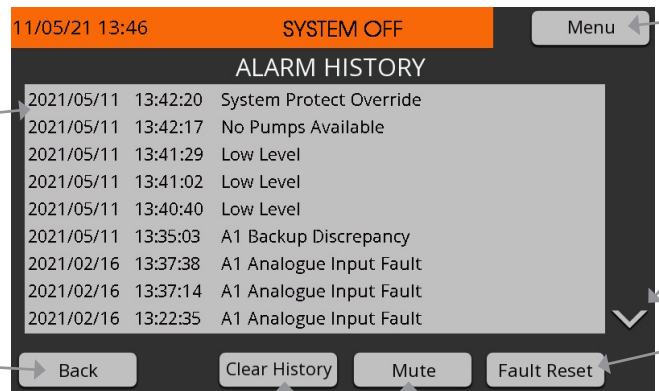 11/05/21 13:46 SYSTEM OFF Menu
ALARM HISTORY
2021/05/11 13:42:20 System Protect Override
2021/05/11 13:42:17 No Pumps Available
2021/05/11 13:41:29 Low Level
2021/05/11 13:41:02 Low Level
2021/05/11 13:40:40 Low Level
2021/05/11 13:35:03 A1 Backup Discrepancy
2021/02/16 13:37:38 A1 Analogue Input Fault
2021/02/16 13:37:14 A1 Analogue Input Fault
2021/02/16 13:22:35 A1 Analogue Input Fault
Back Clear History Mute Fault Reset